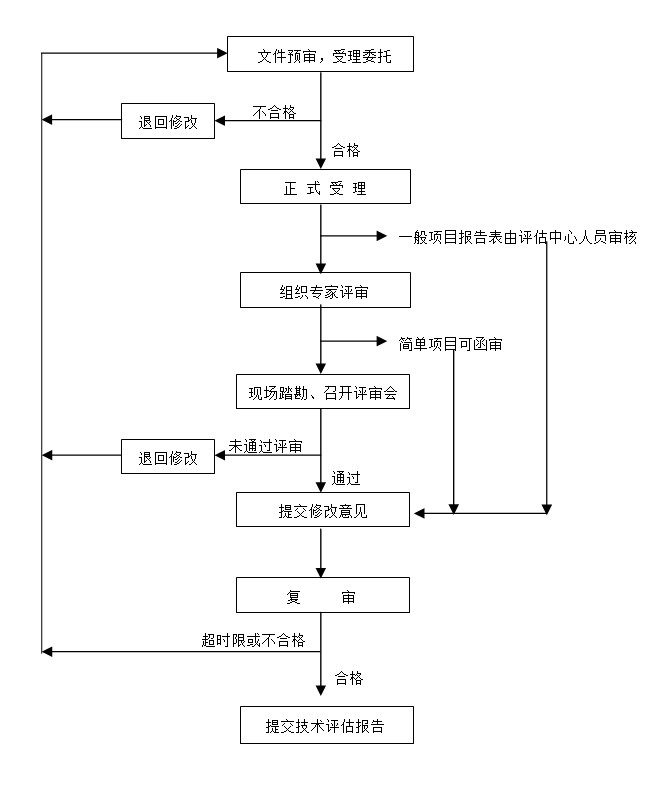 文件预审，受理委托
不合格
退回修改
合格
正 式 受 理
一般项目报告表由评估中心人员审核
组织专家评审
简单项目可函审
现场踏勘、召开评审会
未通过评审
退回修改
通过
提交修改意见
复 审
超时限或不合格
合格
提交技术评估报告